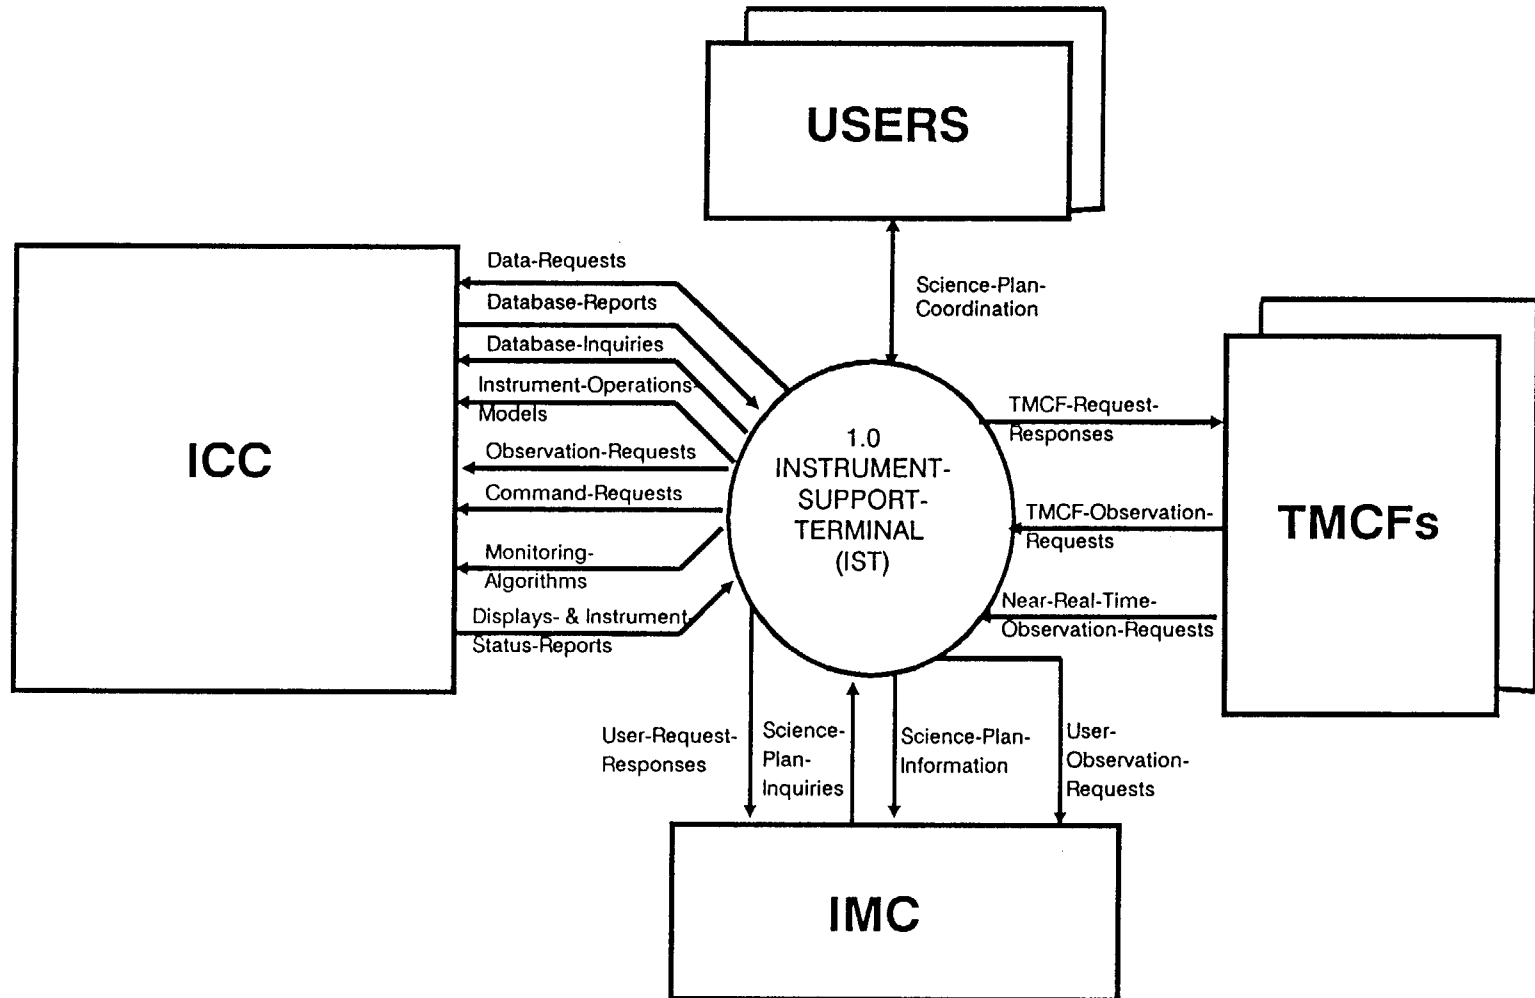 USERS
Science-Plan-
Coordination
ICC
Data-Requests
Database-Reports
Database-Inquiries
Instrument-Operations-
Models
Observation-Requests
Command-Requests
Monitoring-
Algorithms
Displays- & Instrument-
Status-Reports
1.0
INSTRUMENT-
SUPPORT-
TERMINAL
(IST)
TMCF-Request-
Responses
TMCF-Observation-
Requests
Near-Real-Time-
Observation-Requests
TMCFs
User-Request-
Responses
Science-
Plan-
Inquiries
Science-Plan-
Information
User-
Observation-
Requests
IMC